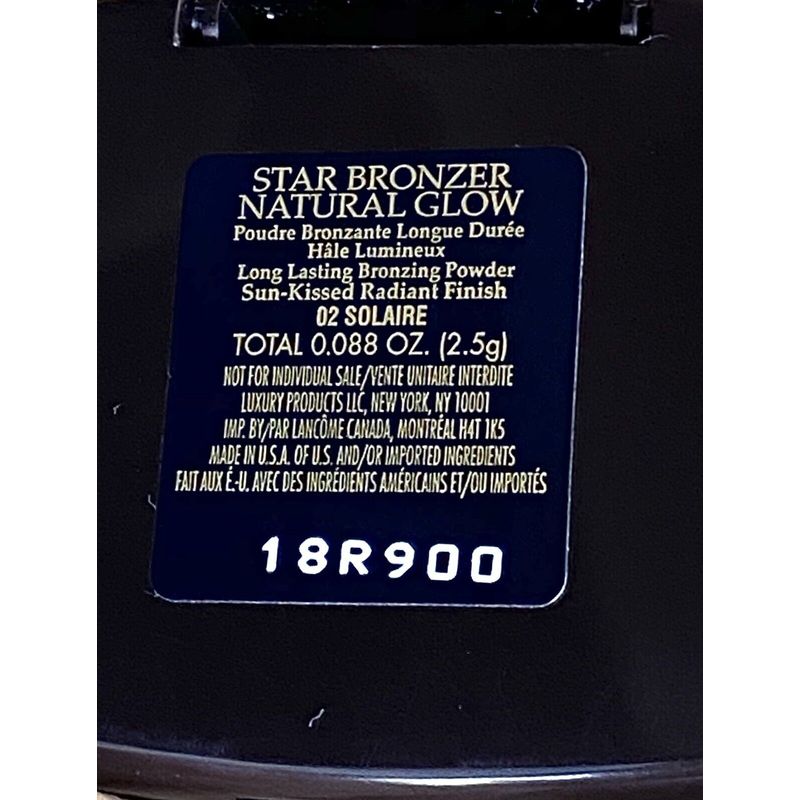 STAR BRONZER
NATURAL GLOW
Poudre Bronzante Longue Durée
Hâle Lumineux
Long Lasting Bronzing Powder
Sun-Kissed Radiant Finish
02 SOLAIRE
TOTAL 0.088 OZ. (2.5g)
NOT FOR INDIVIDUAL SALE/VENTE UNITAIRE INTERDITE
LUXURY PRODUCTS LLC, NEW YORK, NY 10001
IMP. BY/PAR LANCÔME CANADA, MONTRÉAL H4T 1K5
MADE IN U.S.A. OF U.S. AND/OR IMPORTED INGREDIENTS
FAIT AUX É.-U. AVEC DES INGRÉDIENTS AMÉRICAINS ET/OU IMPORTÉS
18R900